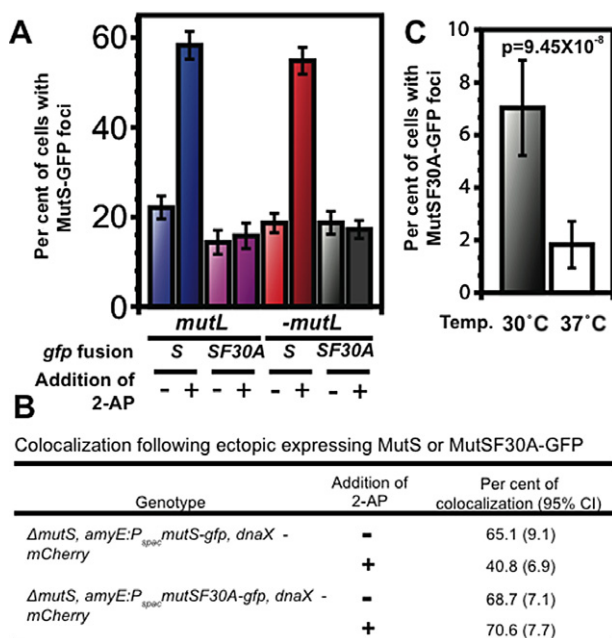 A
Per cent of cells with
MutS-GFP foci
60
40
20
0
mutL
-mutL
gfp fusion
S
SF30A
S
SF30A
Addition of
2-AP
- + - + - + - +
C
Per cent of cells with
MutSF30A-GFP foci
10
8
6
4
2
0
p=9.45X10⁻⁸
Temp. 30˚C 37˚C
B
Colocalization following ectopic expressing MutS or MutSF30A-GFP
Genotype
Addition of
2-AP
Per cent of
colocalization (95% CI)
ΔmutS, amyE:Pspacmuts-gfp, dnaX -
mCherry
- 65.1 (9.1)
+ 40.8 (6.9)
ΔmutS, amyE:PspacmutSF30A-gfp, dnaX -
mCherry
- 68.7 (7.1)
+ 70.6 (7.7)